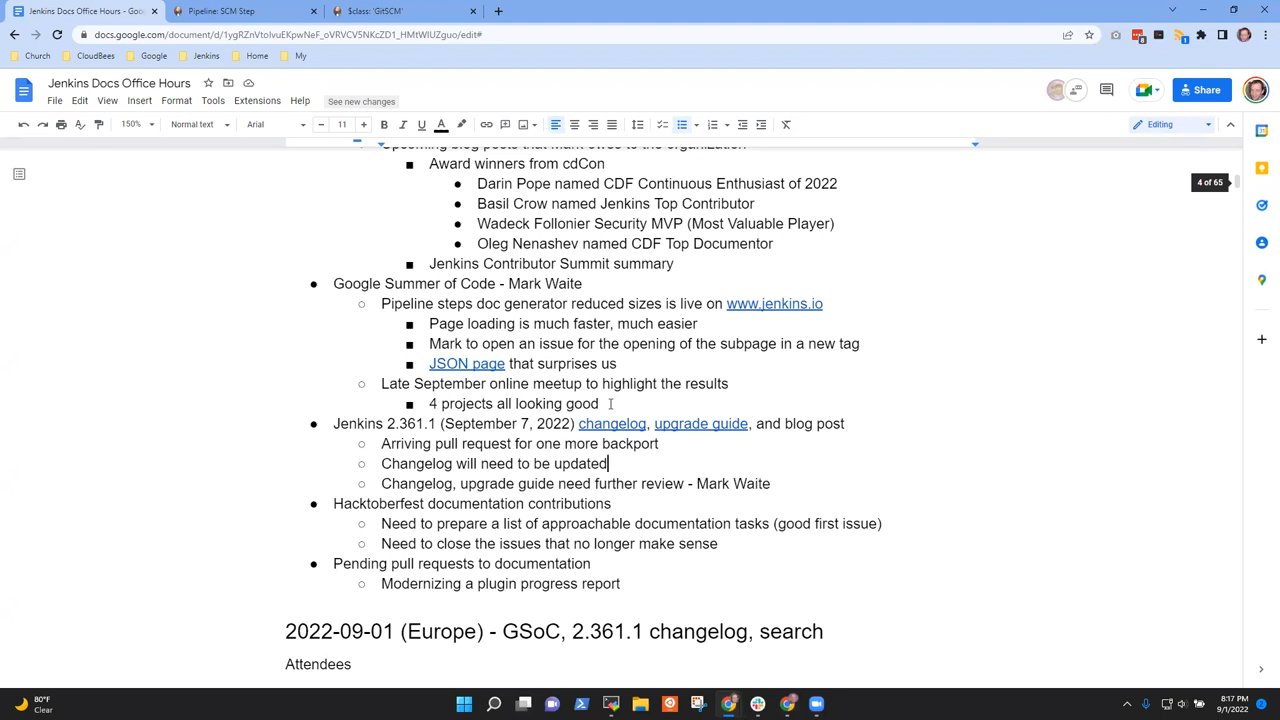 Jenkins Docs Office Hours - Goo
Pipeline: SCM Step
$class: 'GitSCM'
docs.google.com/document/d/1ygRZnVtoIvuEKpwNeF_oVRVCV5NKcZD1_HMtWIUZguo/edit#
Church
CloudBees
Google
Jenkins
Home
My
Jenkins Docs Office Hours
File Edit View Insert Format Tools Extensions Help See new changes
Share
150% Normal text Arial 11 Editing
4 of 65
Upcoming blog posts that Mark owes to the organization
Award winners from cdCon
Darin Pope named CDF Continuous Enthusiast of 2022
Basil Crow named Jenkins Top Contributor
Wadeck Follonier Security MVP (Most Valuable Player)
Oleg Nenashev named CDF Top Documentor
Jenkins Contributor Summit summary
Google Summer of Code - Mark Waite
Pipeline steps doc generator reduced sizes is live on www.jenkins.io
Page loading is much faster, much easier
Mark to open an issue for the opening of the subpage in a new tag
JSON page that surprises us
Late September online meetup to highlight the results
4 projects all looking good
Jenkins 2.361.1 (September 7, 2022) changelog, upgrade guide, and blog post
Arriving pull request for one more backport
Changelog will need to be updated
Changelog, upgrade guide need further review - Mark Waite
Hacktoberfest documentation contributions
Need to prepare a list of approachable documentation tasks (good first issue)
Need to close the issues that no longer make sense
Pending pull requests to documentation
Modernizing a plugin progress report
2022-09-01 (Europe) - GSoC, 2.361.1 changelog, search
Attendees
80°F
Clear
8:17 PM
9/1/2022